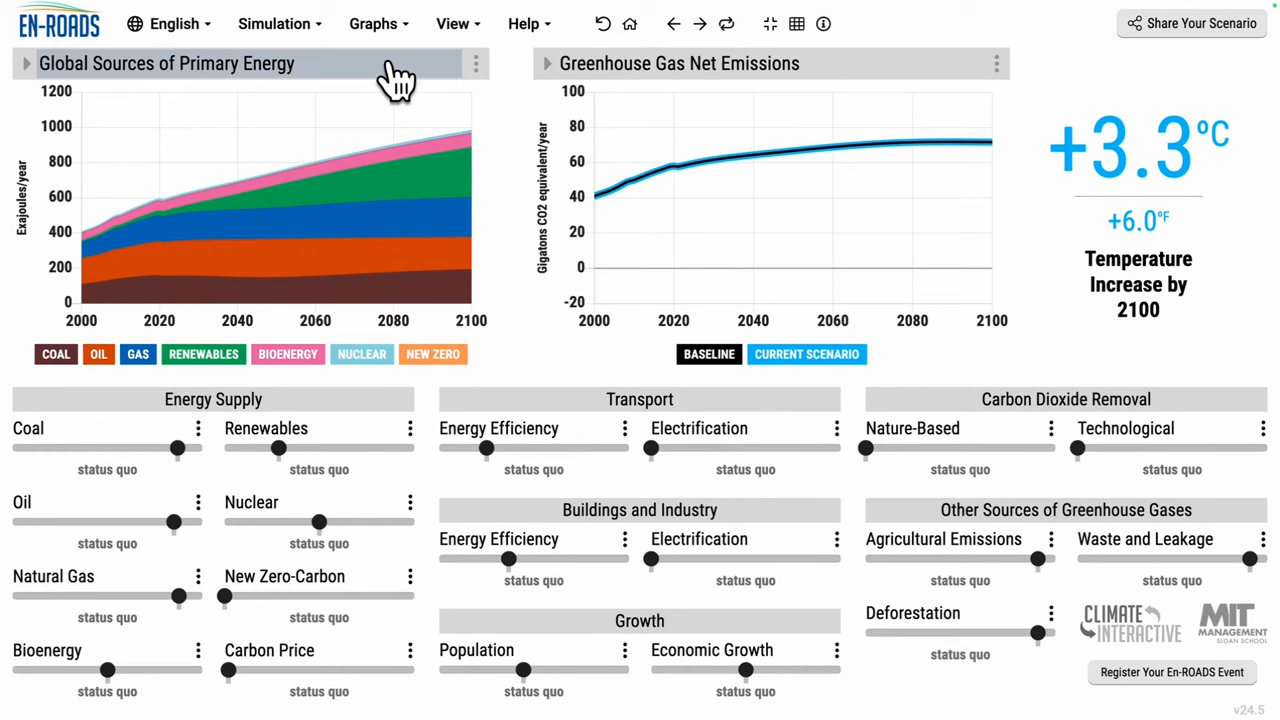 EN-ROADS
English
Simulation
Graphs
View
Help
Share Your Scenario
Global Sources of Primary Energy
Exajoules/year
1200
1000
800
600
400
200
0
2000 2020 2040 2060 2080 2100
COAL OIL GAS RENEWABLES BIOENERGY NUCLEAR NEW ZERO
Greenhouse Gas Net Emissions
Gigatons CO2 equivalent/year
100
80
60
40
20
0
-20
2000 2020 2040 2060 2080 2100
BASELINE CURRENT SCENARIO
+3.3°C
+6.0°F
Temperature
Increase by
2100
Energy Supply
Coal
status quo
Renewables
status quo
Oil
status quo
Nuclear
status quo
Natural Gas
status quo
New Zero-Carbon
status quo
Bioenergy
status quo
Carbon Price
status quo
Transport
Energy Efficiency
status quo
Electrification
status quo
Buildings and Industry
Energy Efficiency
status quo
Electrification
status quo
Growth
Population
status quo
Economic Growth
status quo
Carbon Dioxide Removal
Nature-Based
status quo
Technological
status quo
Other Sources of Greenhouse Gases
Agricultural Emissions
status quo
Waste and Leakage
status quo
Deforestation
status quo
CLIMATE
INTERACTIVE
MIT
MANAGEMENT
SLOAN SCHOOL
Register Your En-ROADS Event
v24.5